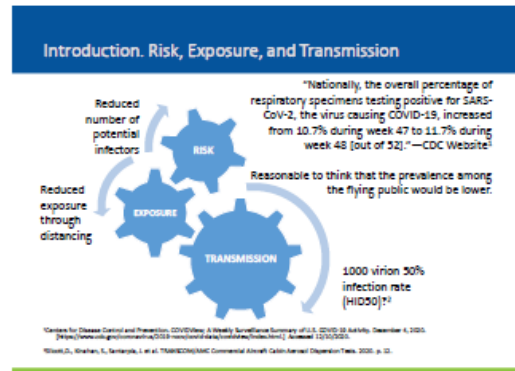 Introduction. Risk, Exposure, and Transmission
"Nationally, the overall percentage of
respiratory specimens testing positive for SARS-
CoV-2, the virus causing COVID-19, increased
from 10.7% during week 47 to 11.7% during
week 48 [out of 52]." —CDC Website¹
Reasonable to think that the prevalence among
the flying public would be lower.
Reduced
number of
potential
infectors
RISK
Reduced
exposure
through
distancing
EXPOSURE
TRANSMISSION
1000 virion 50%
infection rate
(HID50)?²
¹Centers for Disease Control and Prevention. COVIDView, A Weekly Surveillance Summary of U.S. COVID-19 Activity. December 4, 2020.
Accessed 12/10/2020.
Kinahan, S., et al. TRANSCOM/AMC Commercial Aircraft Cabin Aerosol Dispersion Tests. 2020. p. 12.